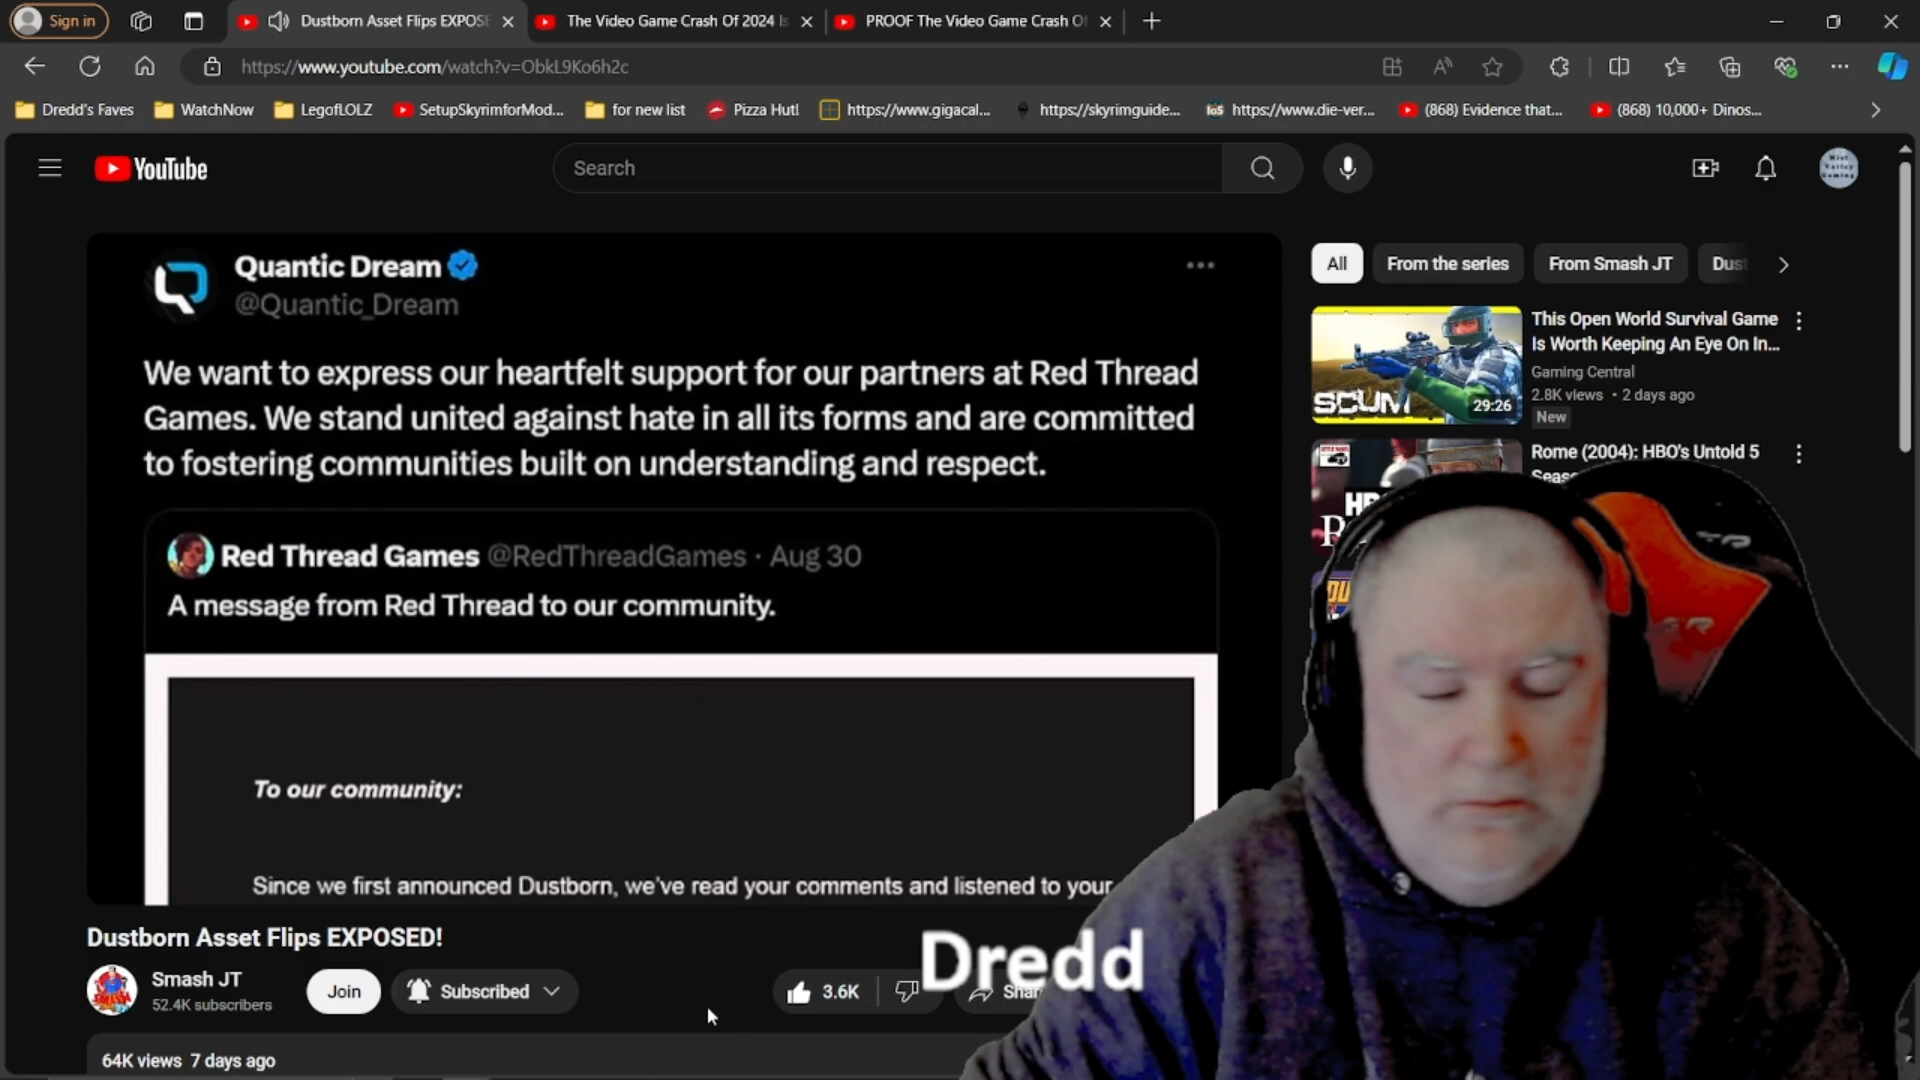 Sign in
Dustborn Asset Flips EXPOSE
The Video Game Crash Of 2024 Is
PROOF The Video Game Crash Of
https://www.youtube.com/watch?v=ObkL9Ko6h2c
Dredd's Faves
WatchNow
LegofLOLZ
SetupSkyrimforMod...
for new list
Pizza Hut!
https://www.gigacal...
https://skyrimguide...
https://www.die-ver...
(868) Evidence that...
(868) 10,000+ Dinos...
YouTube
Search
Mist
Valley
Gaming
Quantic Dream
@Quantic_Dream
We want to express our heartfelt support for our partners at Red Thread
Games. We stand united against hate in all its forms and are committed
to fostering communities built on understanding and respect.
Red Thread Games @RedThreadGames · Aug 30
A message from Red Thread to our community.
To our community:
Since we first announced Dustborn, we've read your comments and listened to your
All
From the series
From Smash JT
Dust
SCUM
29:26
This Open World Survival Game
Is Worth Keeping An Eye On In...
Gaming Central
2.8K views • 2 days ago
New
Rome (2004): HBO's Untold 5
Dustborn Asset Flips EXPOSED!
Smash JT
52.4K subscribers
Join
Subscribed
3.6K
Shar
Dredd
64K views 7 days ago